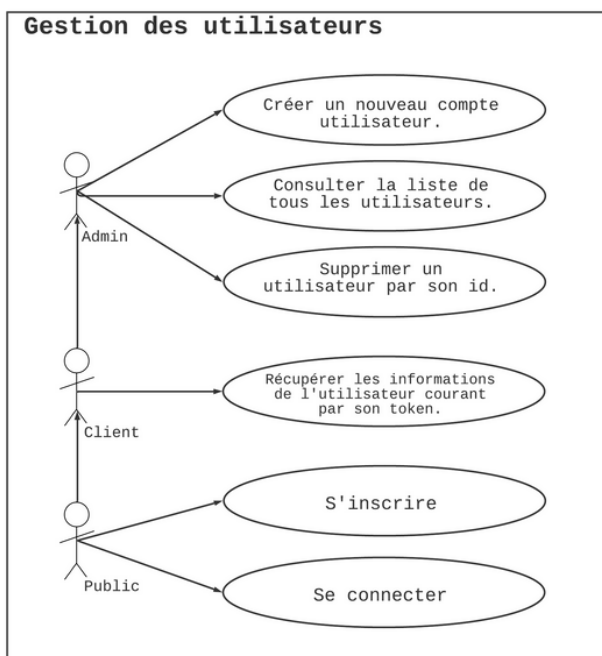 Gestion des utilisateurs
Créer un nouveau compte
utilisateur.
Consulter la liste de
tous les utilisateurs.
Admin
Supprimer un
utilisateur par son id.
Récupérer les informations
de l'utilisateur courant
par son token.
Client
S'inscrire
Public
Se connecter